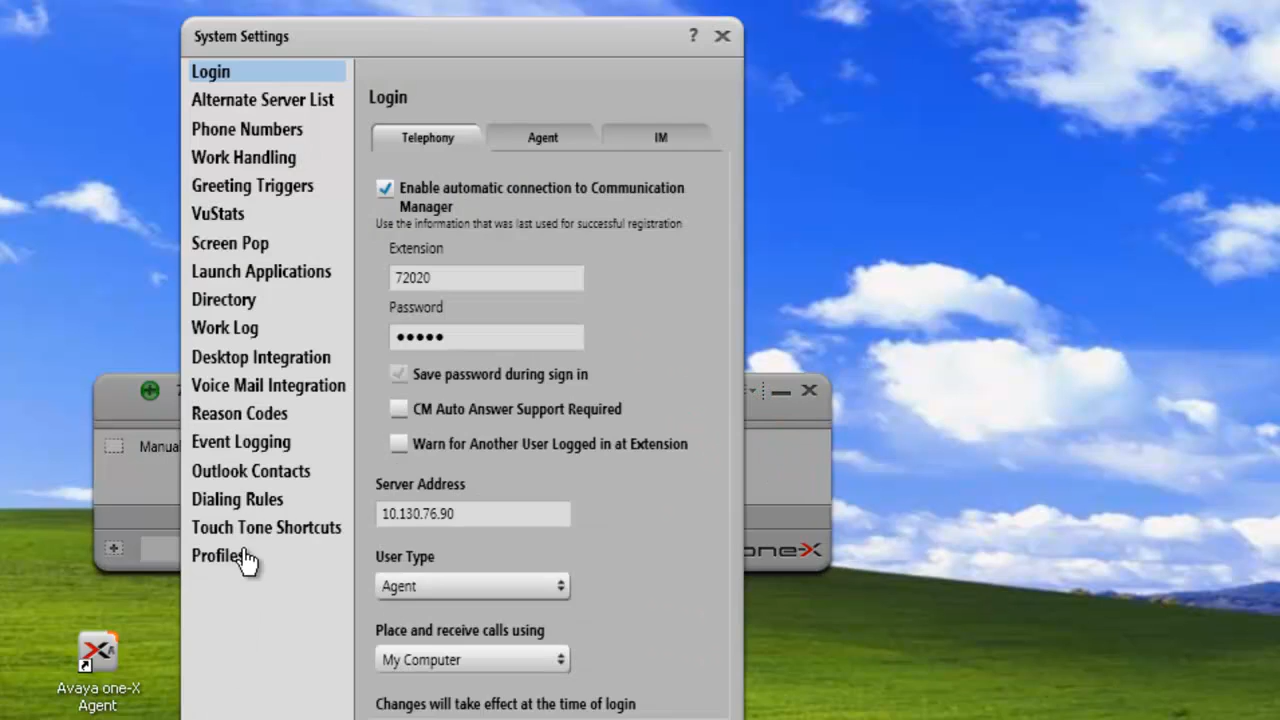 System Settings
?
Login
Alternate Server List
Phone Numbers
Work Handling
Greeting Triggers
VuStats
Screen Pop
Launch Applications
Directory
Work Log
Desktop Integration
Voice Mail Integration
Reason Codes
Event Logging
Outlook Contacts
Dialing Rules
Touch Tone Shortcuts
Profiles
Login
Telephony
Agent
IM
Enable automatic connection to Communication
Manager
Use the information that was last used for successful registration
Extension
72020
Password
•••••
Save password during sign in
CM Auto Answer Support Required
Warn for Another User Logged in at Extension
Server Address
10.130.76.90
User Type
Agent
Place and receive calls using
My Computer
Changes will take effect at the time of login
7
Manual
one-X
Avaya one-X
Agent